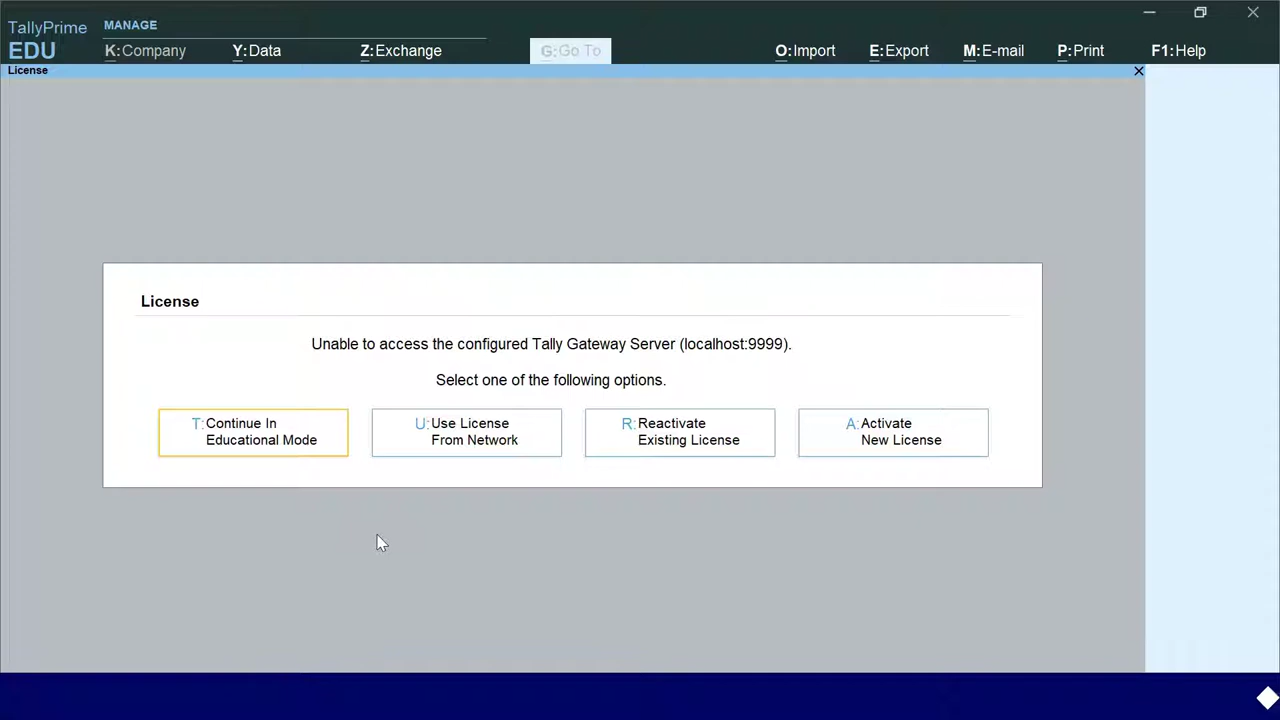 TallyPrime MANAGE
EDU K:Company Y:Data Z:Exchange G:Go To O:Import E:Export M:E-mail P:Print F1:Help
License
License
Unable to access the configured Tally Gateway Server (localhost:9999).
Select one of the following options.
T:Continue In
Educational Mode
U:Use License
From Network
R:Reactivate
Existing License
A:Activate
New License